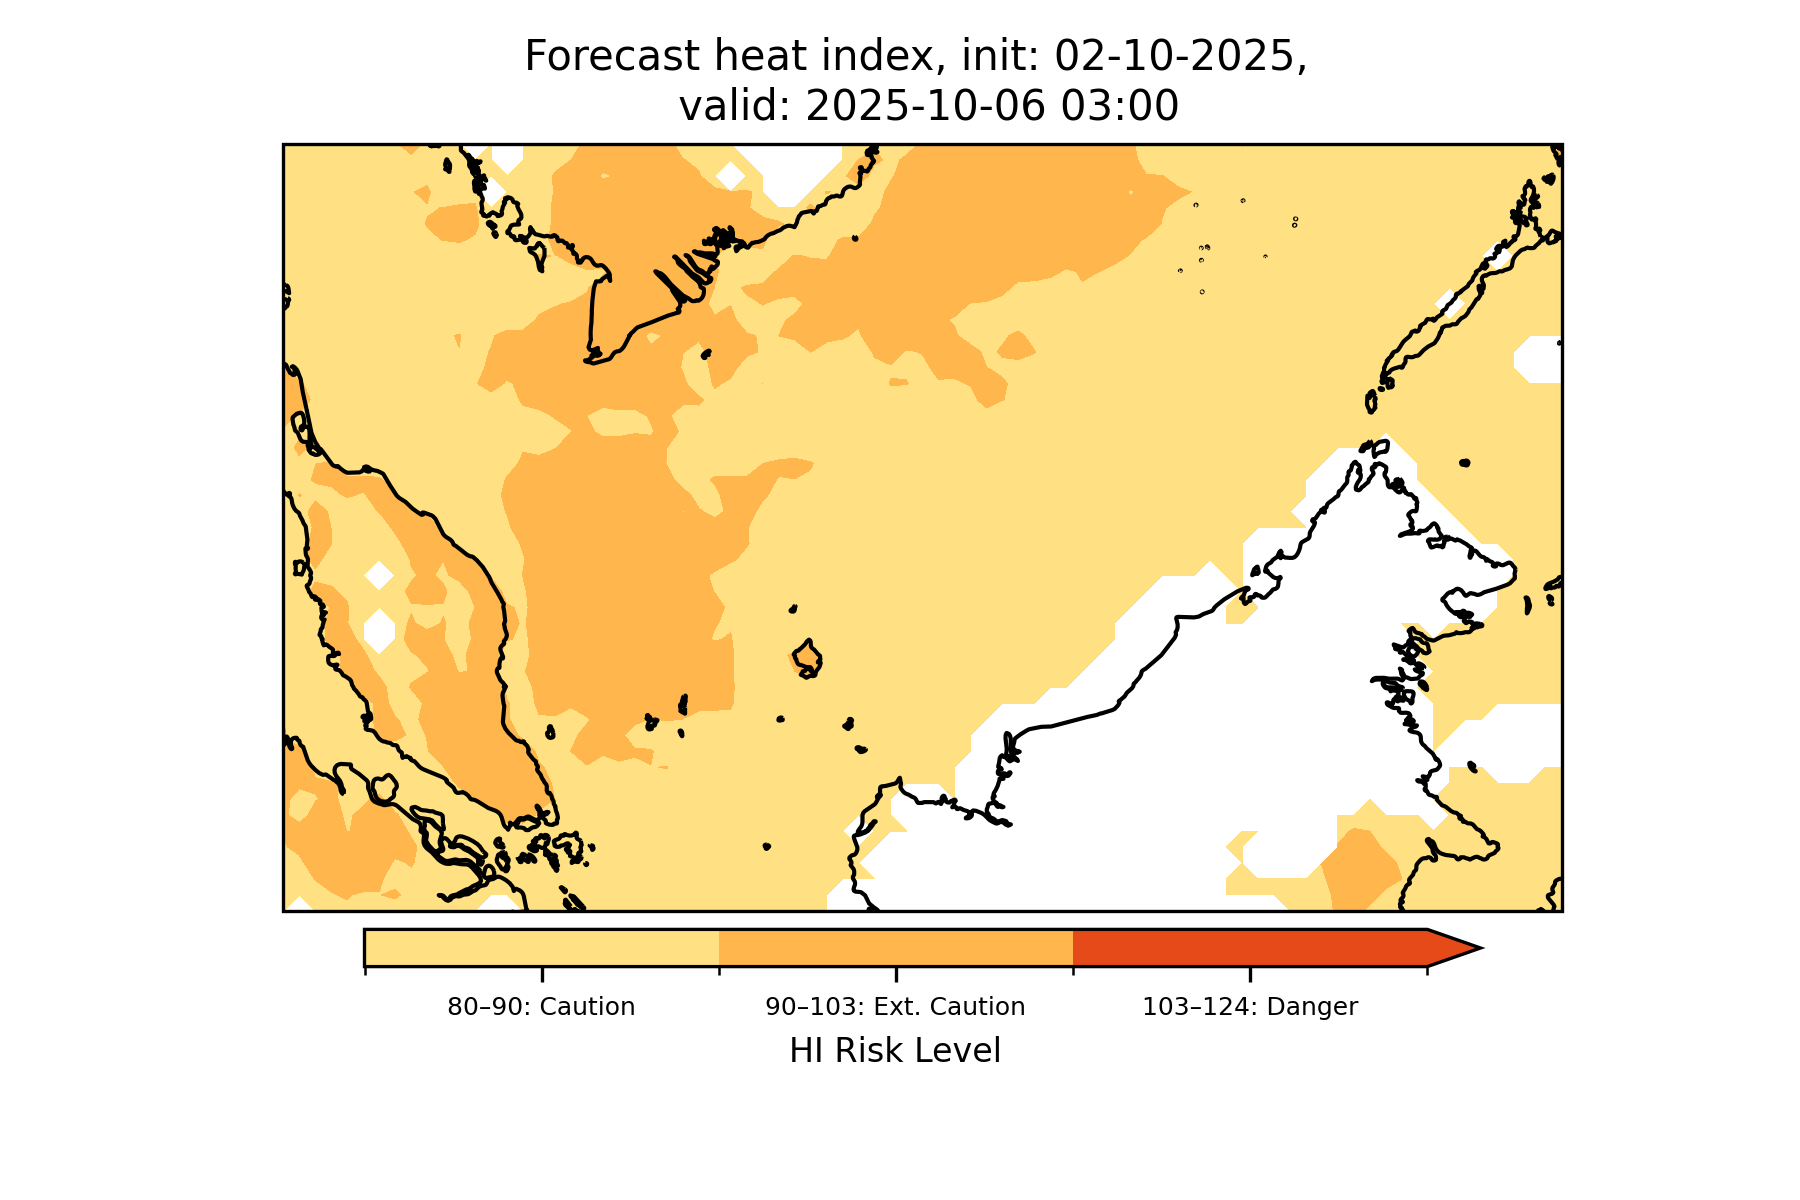 Forecast heat index, init: 02-10-2025,
valid: 2025-10-06 03:00
80–90: Caution
90–103: Ext. Caution
103–124: Danger
HI Risk Level